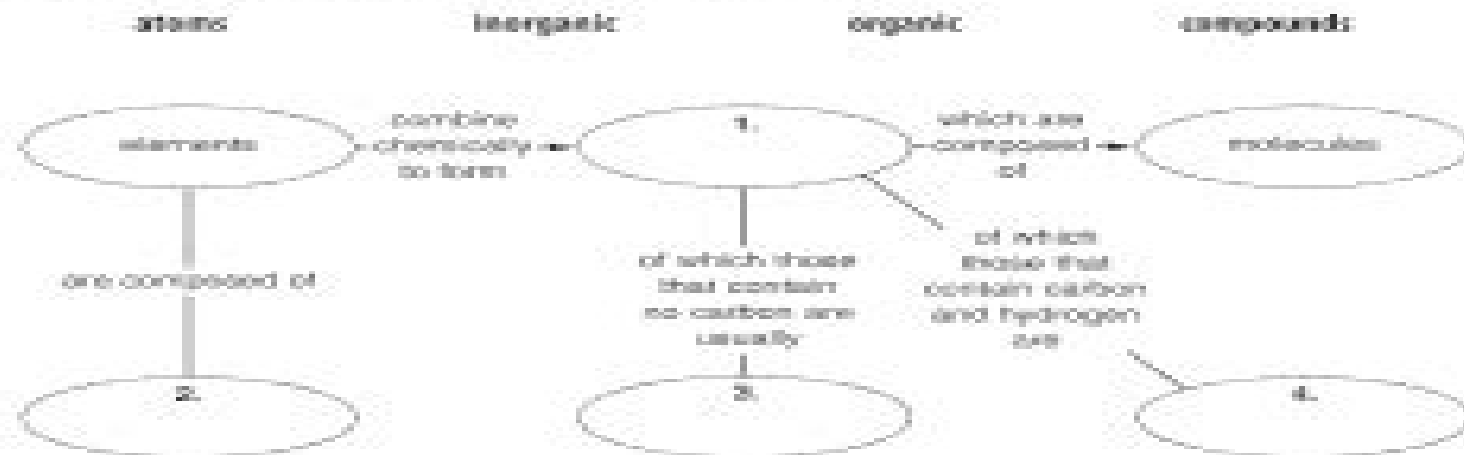 atoms inorganic organic compounds
elements
combine
chemically
to form
1.
which are
composed
of
molecules
are composed of
of which those
that contain
no carbon are
usually
of which
those that
contain carbon
and hydrogen
are
2.
3.
4.